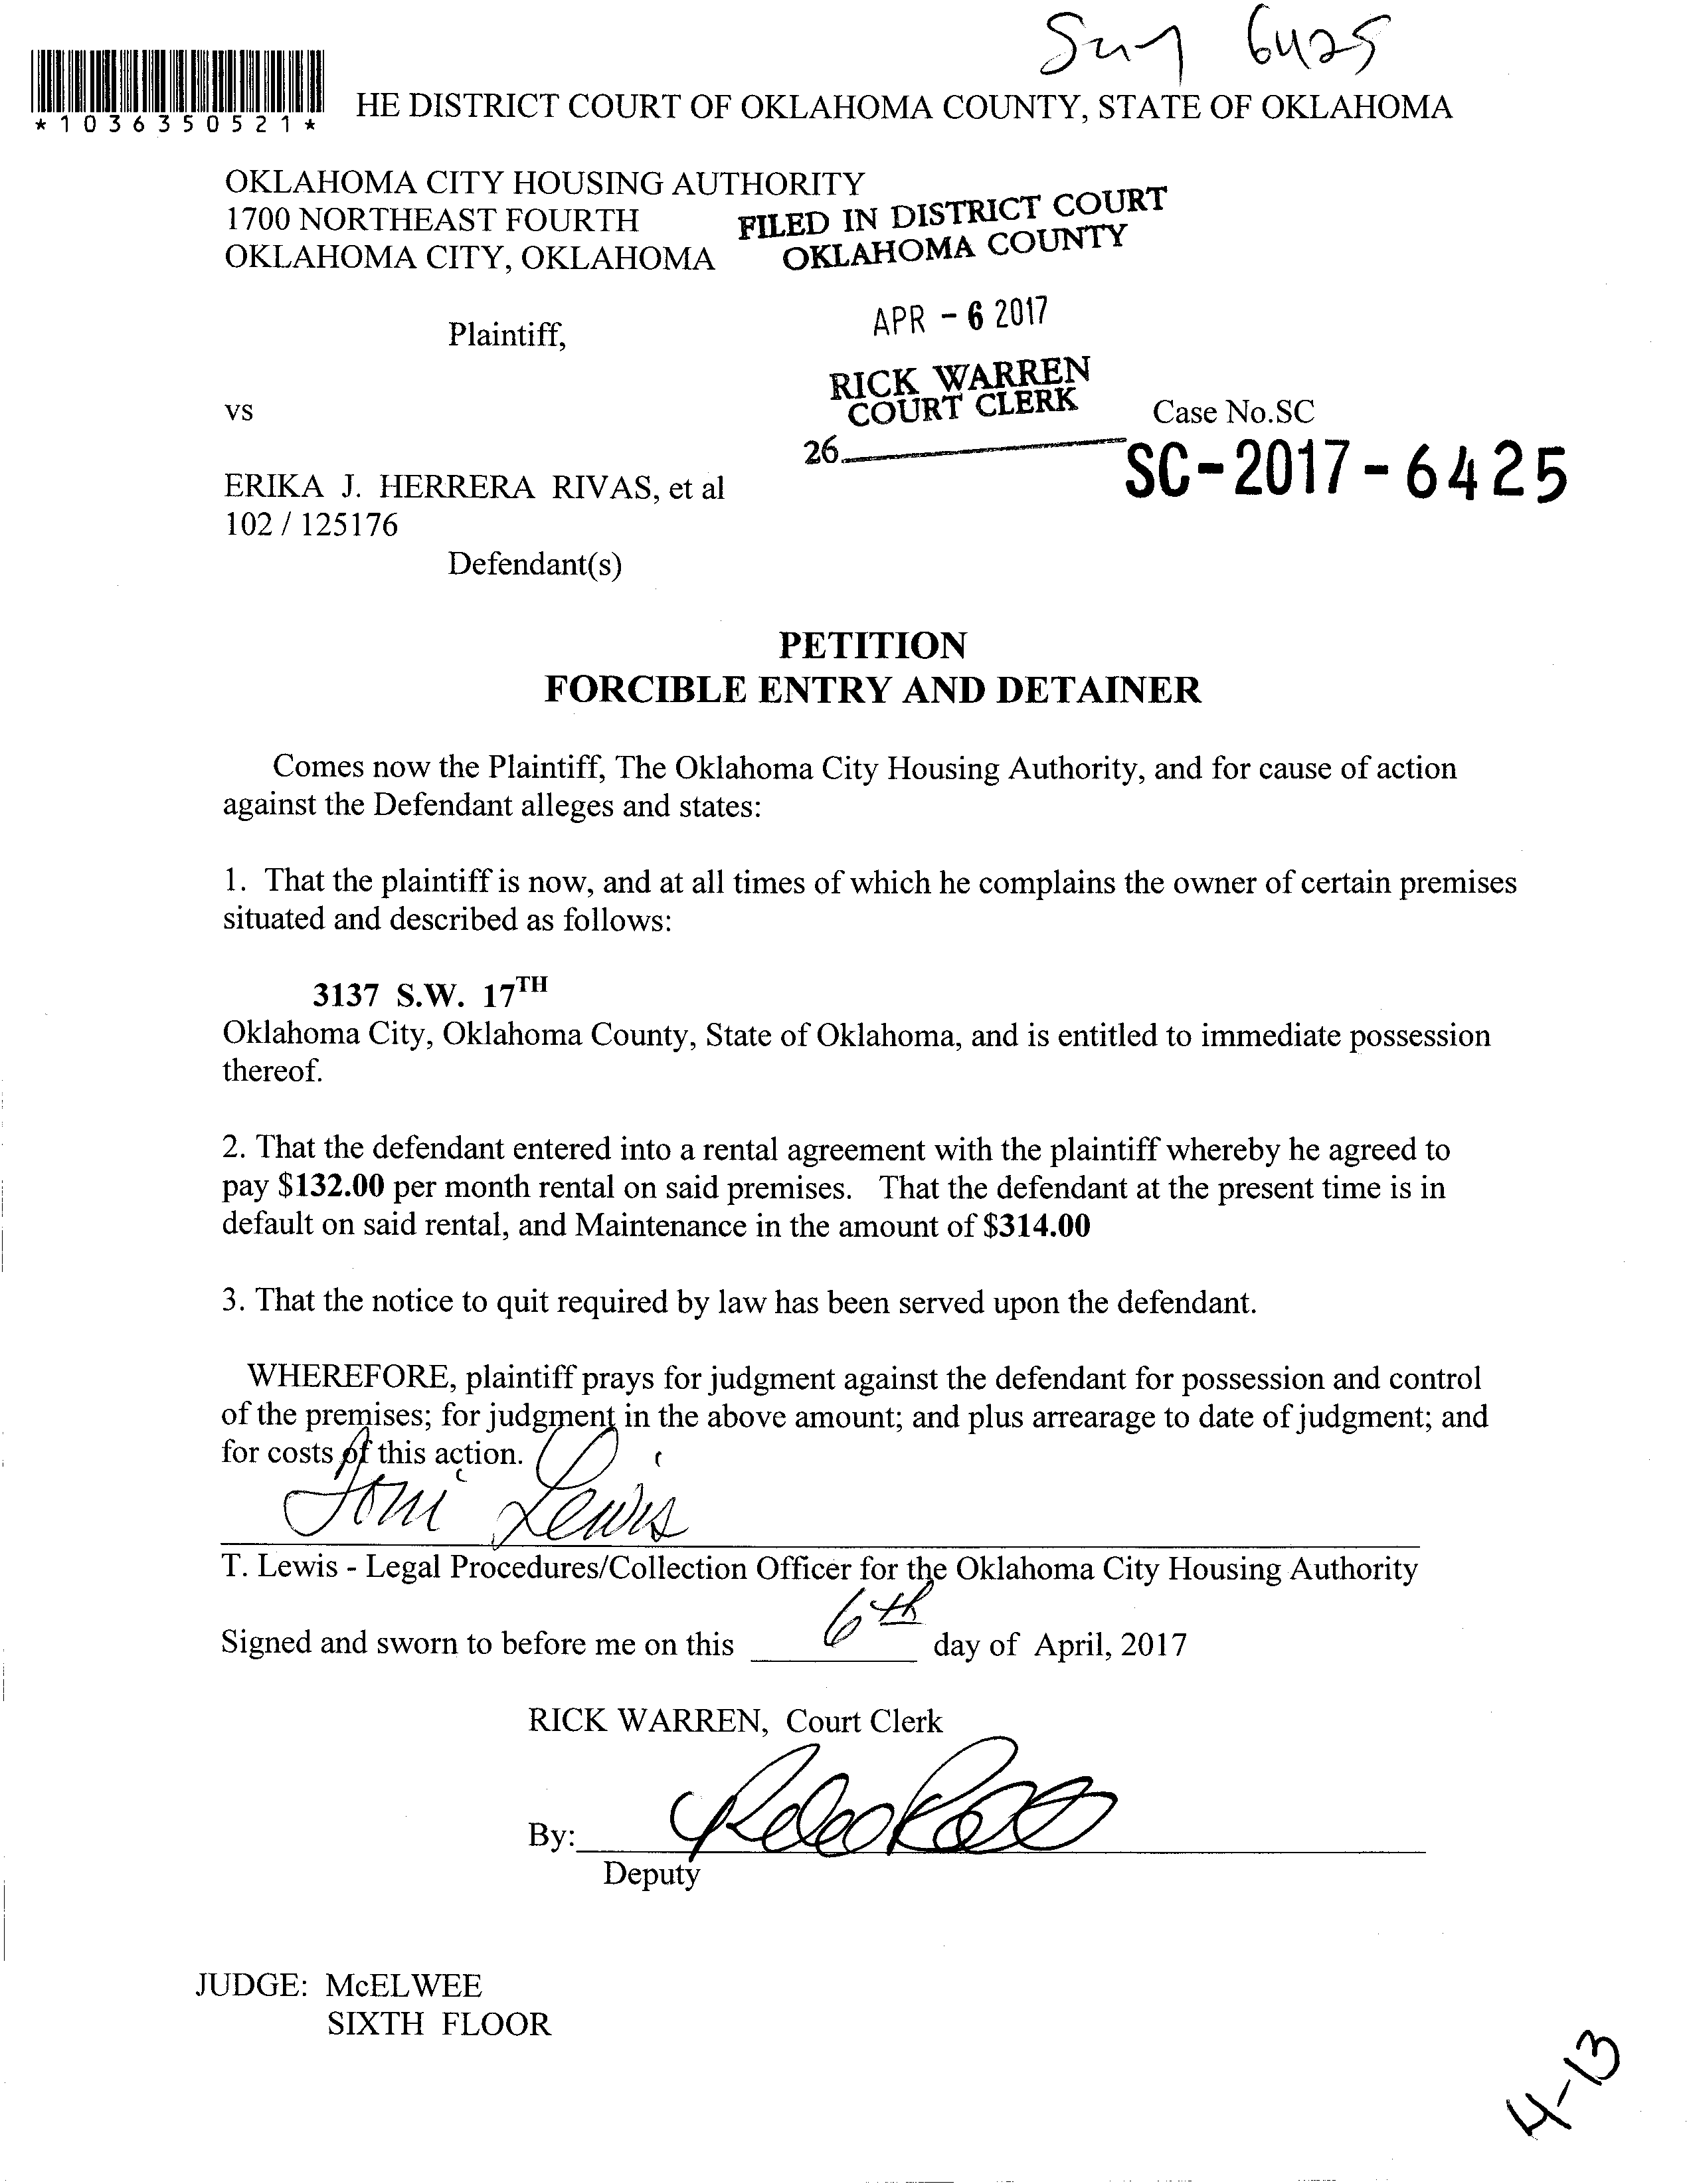 6425
*1036350521*
HE DISTRICT COURT OF OKLAHOMA COUNTY, STATE OF OKLAHOMA
OKLAHOMA CITY HOUSING AUTHORITY
1700 NORTHEAST FOURTH
OKLAHOMA CITY, OKLAHOMA
FILED IN DISTRICT COURT
OKLAHOMA COUNTY
Plaintiff,
APR - 6 2017
RICK WARREN
COURT CLERK
26
vs
Case No.SC
SC-2017-6425
ERIKA J. HERRERA RIVAS, et al
102 / 125176
Defendant(s)
PETITION
FORCIBLE ENTRY AND DETAINER
Comes now the Plaintiff, The Oklahoma City Housing Authority, and for cause of action
against the Defendant alleges and states:
1. That the plaintiff is now, and at all times of which he complains the owner of certain premises
situated and described as follows:
3137 S.W. 17TH
Oklahoma City, Oklahoma County, State of Oklahoma, and is entitled to immediate possession
thereof.
2. That the defendant entered into a rental agreement with the plaintiff whereby he agreed to
pay $132.00 per month rental on said premises. That the defendant at the present time is in
default on said rental, and Maintenance in the amount of $314.00
3. That the notice to quit required by law has been served upon the defendant.
WHEREFORE, plaintiff prays for judgment against the defendant for possession and control
of the premises; for judgment in the above amount; and plus arrearage to date of judgment; and
for costs of this action.
Toni Lewis
T. Lewis - Legal Procedures/Collection Officer for the Oklahoma City Housing Authority
Signed and sworn to before me on this 6th day of April, 2017
RICK WARREN, Court Clerk
By:
Deputy
JUDGE: McELWEE
SIXTH FLOOR
4-13